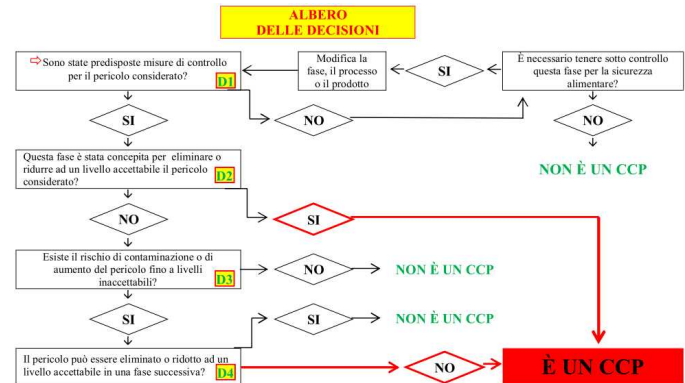 ALBERO
DELLE DECISIONI
⇨ Sono state predisposte misure di controllo
per il pericolo considerato?
D1
Modifica la
fase, il processo
o il prodotto
SI
È necessario tenere sotto controllo
questa fase per la sicurezza
alimentare?
SI
NO
NO
NON È UN CCP
Questa fase è stata concepita per eliminare o
ridurre ad un livello accettabile il pericolo
considerato?
D2
NO
SI
Esiste il rischio di contaminazione o di
aumento del pericolo fino a livelli
inaccettabili?
D3
NO
NON È UN CCP
SI
SI
NON È UN CCP
Il pericolo può essere eliminato o ridotto ad un
livello accettabile in una fase successiva?
D4
NO
È UN CCP